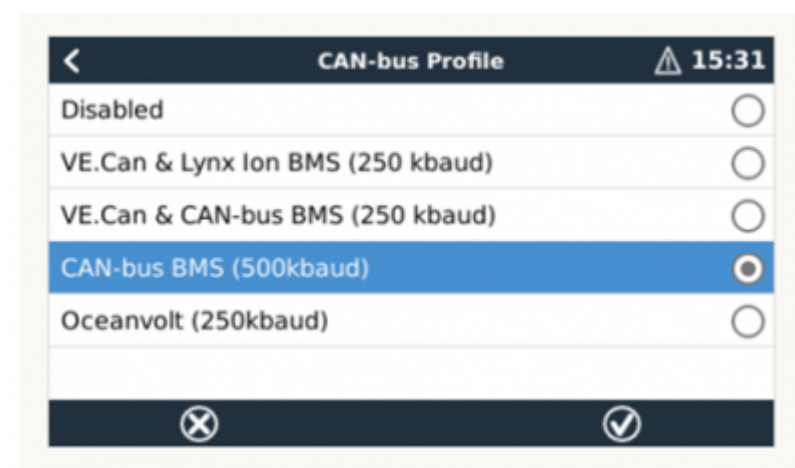 CAN-bus Profile 15:31
Disabled
VE.Can & Lynx Ion BMS (250 kbaud)
VE.Can & CAN-bus BMS (250 kbaud)
CAN-bus BMS (500kbaud)
Oceanvolt (250kbaud)